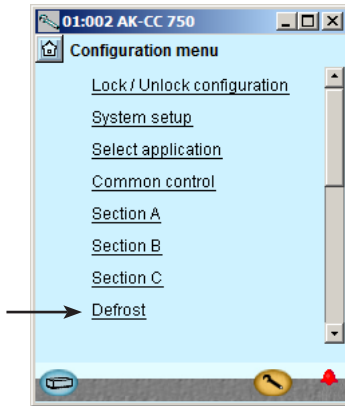 01:002 AK-CC 750
Configuration menu
Lock / Unlock configuration
System setup
Select application
Common control
Section A
Section B
Section C
Defrost